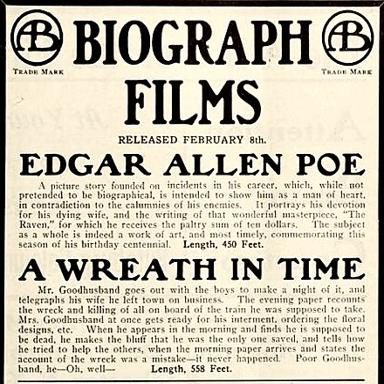 AB BIOGRAPH AB
TRADE MARK TRADE MARK
FILMS
RELEASED FEBRUARY 8th.
EDGAR ALLEN POE
A picture story founded on incidents in his career, which, while not
pretended to be biographical, is intended to show him as a man of heart,
in contradiction to the calumnies of his enemies. It portrays his devotion
for his dying wife, and the writing of that wonderful masterpiece, "The
Raven," for which he receives the paltry sum of ten dollars. The subject
as a whole is indeed a work of art, and most timely, commemorating this
season of his birthday centennial. Length, 450 Feet.
A WREATH IN TIME
Mr. Goodhusband goes out with the boys to make a night of it, and
telegraphs his wife he left town on business. The evening paper recounts
the wreck and killing of all on board of the train he was supposed to take.
Mrs. Goodhusband at once gets ready for his interment, ordering the floral
designs, etc. When he appears in the morning and finds he is supposed to
be dead, he makes the bluff that he was the only one saved, and tells how
he tried to help the others, when the morning paper arrives and states the
account of the wreck was a mistake—it never happened. Poor Goodhus-
band, he—Oh, well— Length, 558 Feet.